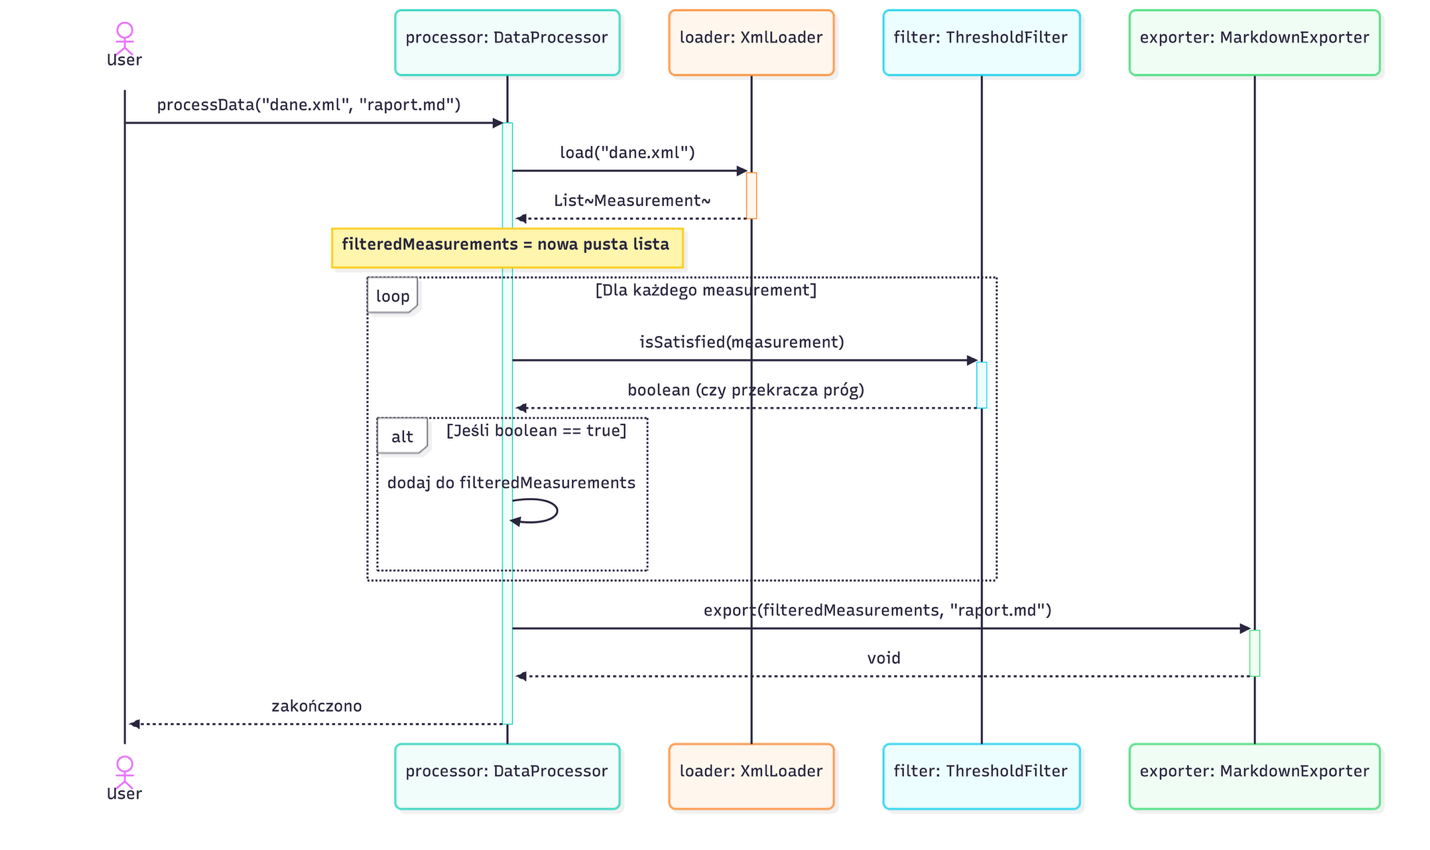 User
processor: DataProcessor
loader: XmlLoader
filter: ThresholdFilter
exporter: MarkdownExporter
processData("dane.xml", "raport.md")
load("dane.xml")
List~Measurement~
filteredMeasurements = nowa pusta lista
loop
[Dla każdego measurement]
isSatisfied(measurement)
boolean (czy przekracza próg)
alt
[Jeśli boolean == true]
dodaj do filteredMeasurements
export(filteredMeasurements, "raport.md")
void
zakończono
User
processor: DataProcessor
loader: XmlLoader
filter: ThresholdFilter
exporter: MarkdownExporter